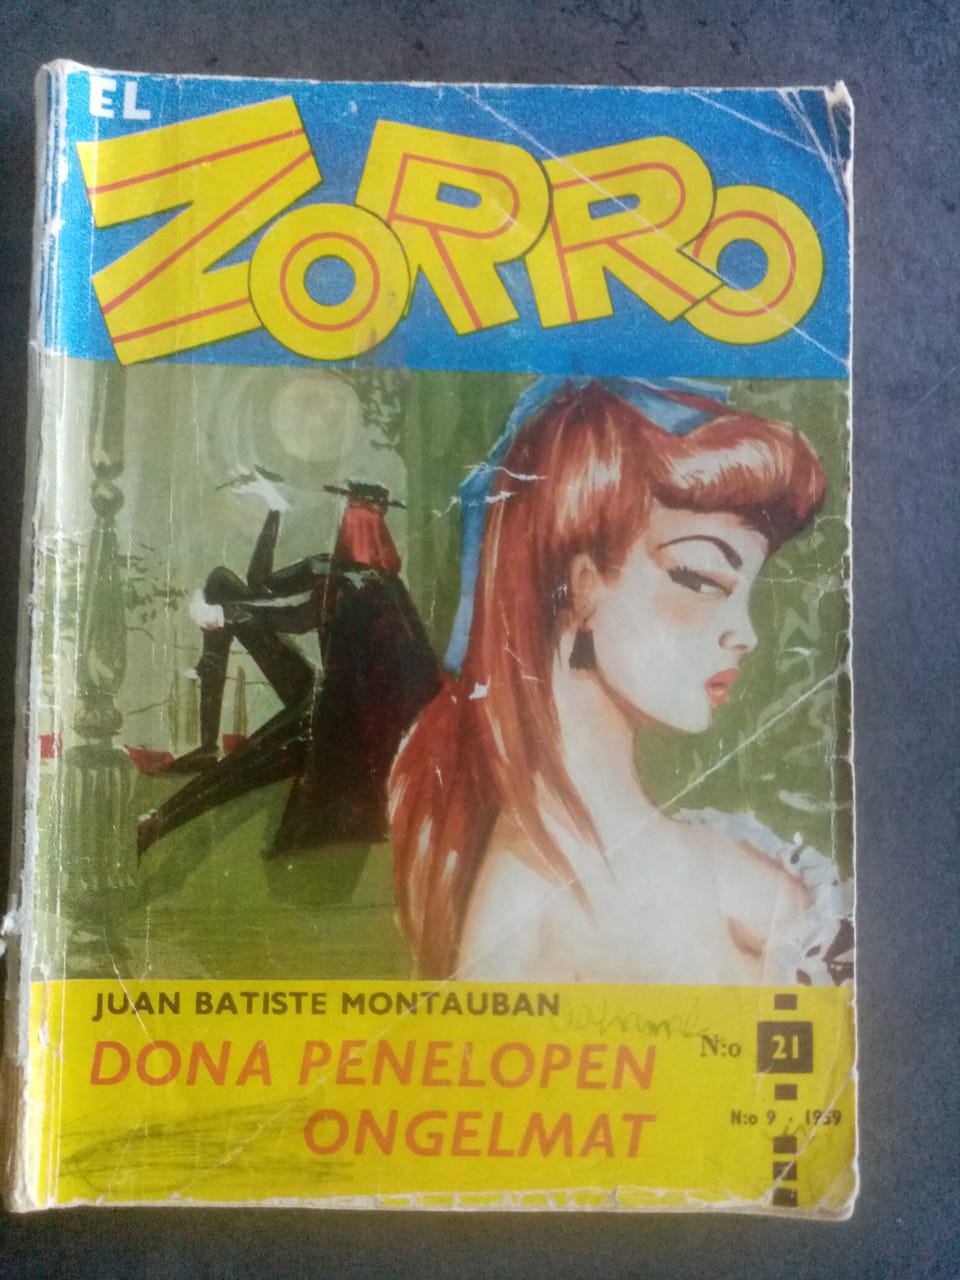 EL
ZORRO
JUAN BATISTE MONTAUBAN
DONA PENELOPEN
ONGELMAT
N:o 21
N:o 9 - 1959